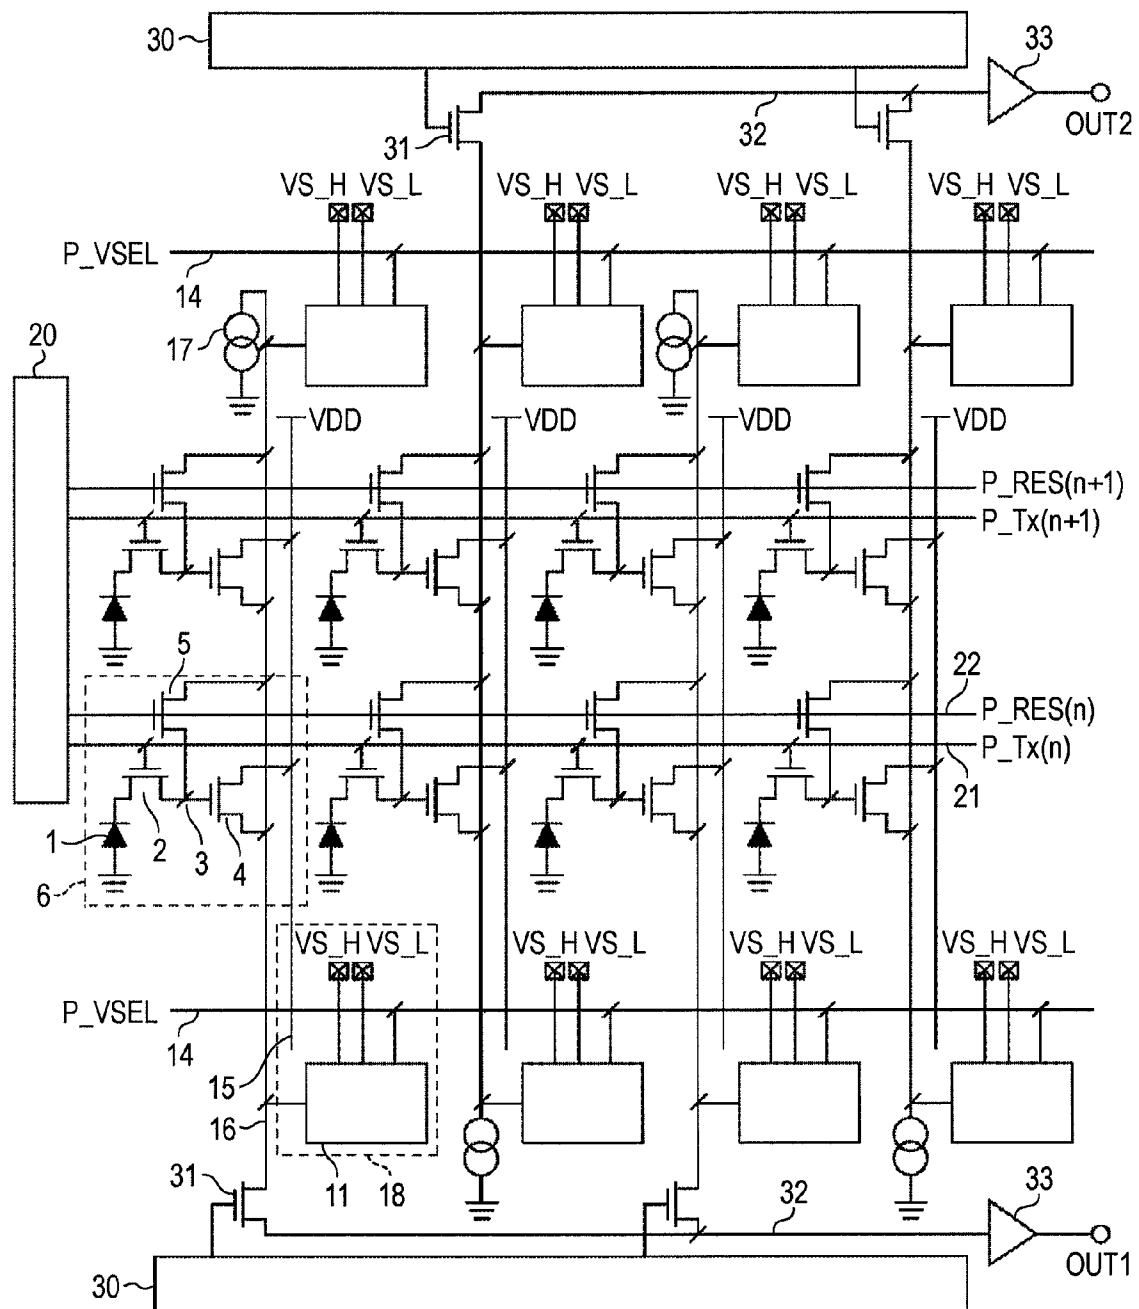 30
33
32
OUT2
31
VS_H VS_L
VS_H VS_L
VS_H VS_L
VS_H VS_L
P_VSEL
14
17
20
VDD
VDD
VDD
VDD
P_RES(n+1)
P_Tx(n+1)
5
22
P_RES(n)
P_Tx(n)
21
1
2
3
4
6
VS_H VS_L
VS_H VS_L
VS_H VS_L
VS_H VS_L
P_VSEL
14
15
16
31
11
18
32
33
OUT1
30